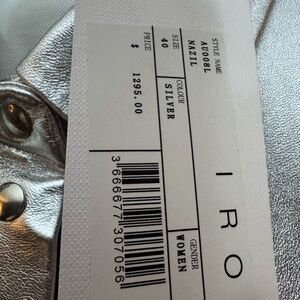 IRO
STYLE NAME
AU008L
NAZIL
GENDER
WOMEN
SIZE
40
COLOUR
SILVER
PRICE
$ 1295.00
3666677307056